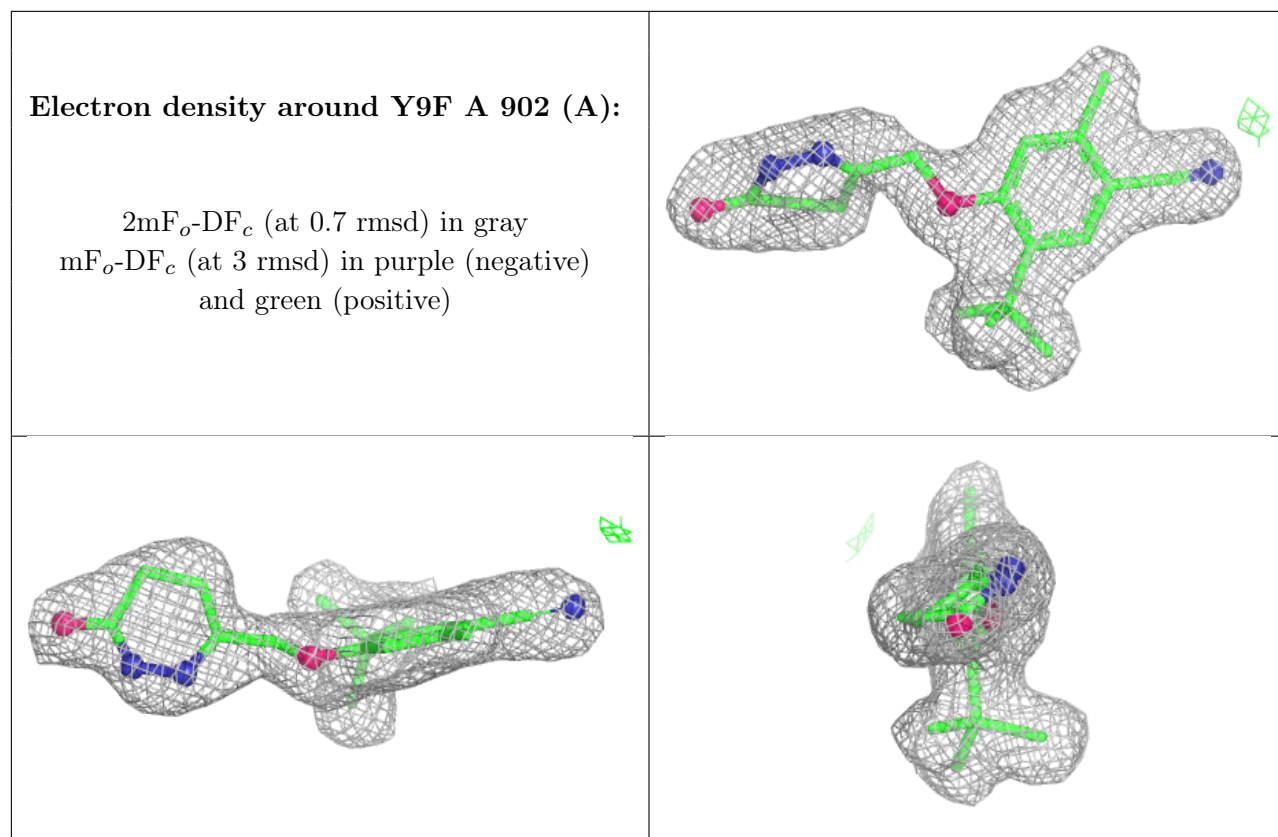 Electron density around Y9F A 902 (A):
2mFo-DFc (at 0.7 rmsd) in gray
mFo-DFc (at 3 rmsd) in purple (negative)
and green (positive)